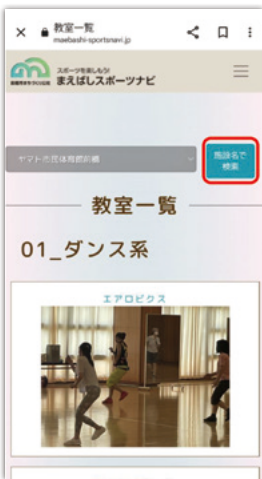 教室一覧
maebashi-sportsnavi.jp
スポーツを楽しもう!
まえばしスポーツナビ
ヤマト市民体育館前橋
施設名で
検索
教室一覧
01_ダンス系
エアロビクス